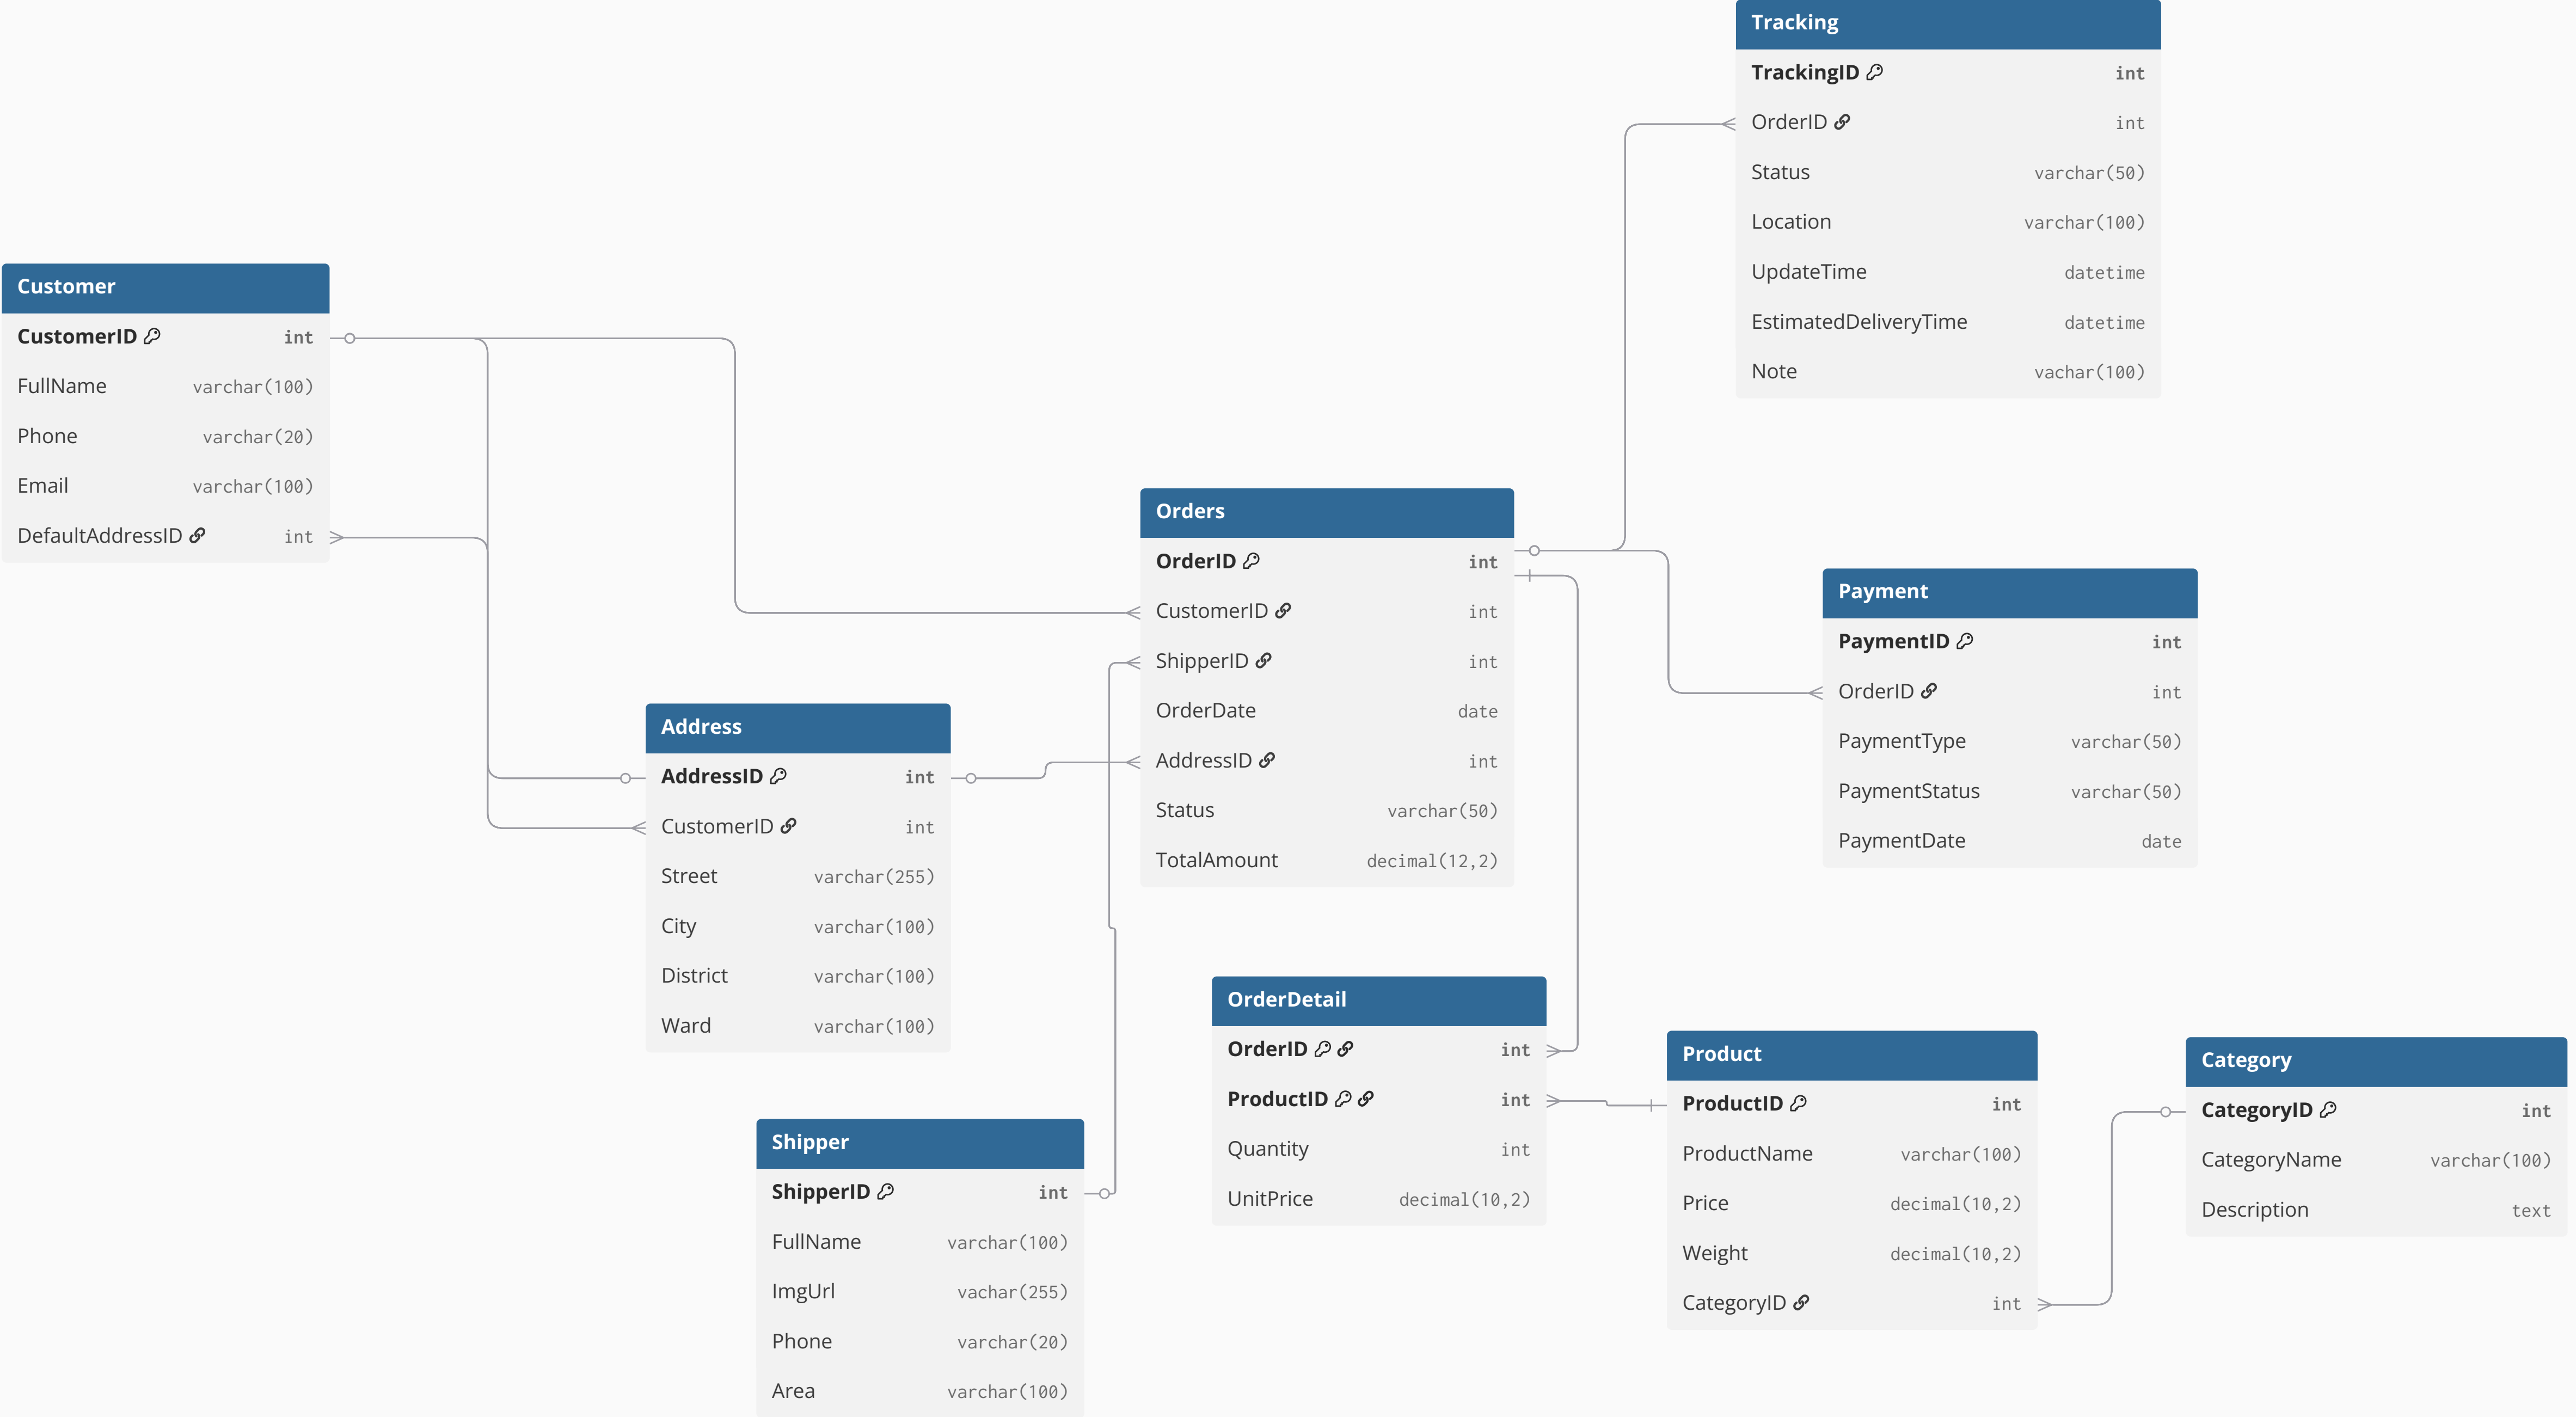 Tracking
TrackingID int
OrderID int
Status varchar(50)
Location varchar(100)
UpdateTime datetime
EstimatedDeliveryTime datetime
Note vachar(100)
Customer
CustomerID int
FullName varchar(100)
Phone varchar(20)
Email varchar(100)
DefaultAddressID int
Orders
OrderID int
CustomerID int
ShipperID int
OrderDate date
AddressID int
Status varchar(50)
TotalAmount decimal(12,2)
Payment
PaymentID int
OrderID int
PaymentType varchar(50)
PaymentStatus varchar(50)
PaymentDate date
Address
AddressID int
CustomerID int
Street varchar(255)
City varchar(100)
District varchar(100)
Ward varchar(100)
OrderDetail
OrderID int
ProductID int
Quantity int
UnitPrice decimal(10,2)
Product
ProductID int
ProductName varchar(100)
Price decimal(10,2)
Weight decimal(10,2)
CategoryID int
Category
CategoryID int
CategoryName varchar(100)
Description text
Shipper
ShipperID int
FullName varchar(100)
ImgUrl vachar(255)
Phone varchar(20)
Area varchar(100)